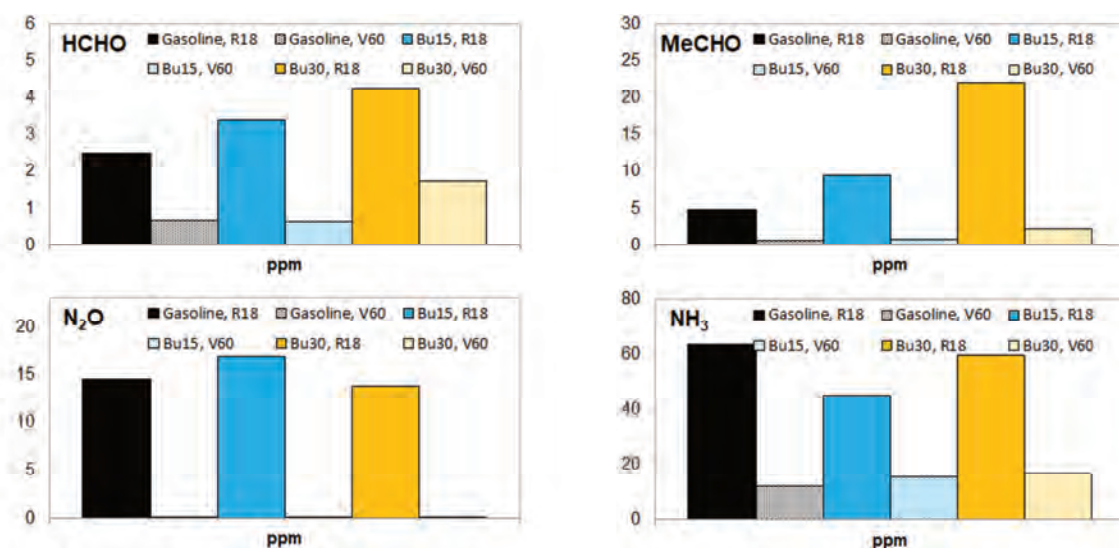 6
HCHO
Gasoline, R18 Gasoline, V60 Bu15, R18
5
Bu15, V60 Bu30, R18 Bu30, V60
4
3
2
1
0
ppm
30
MeCHO
Gasoline, R18 Gasoline, V60 Bu15, R18
25
Bu15, V60 Bu30, R18 Bu30, V60
20
15
10
5
0
ppm
N₂O
Gasoline, R18 Gasoline, V60 Bu15, R18
20
Bu15, V60 Bu30, R18 Bu30, V60
15
10
5
0
ppm
80
NH₃
Gasoline, R18 Gasoline, V60 Bu15, R18
60
Bu15, V60 Bu30, R18 Bu30, V60
40
20
0
ppm